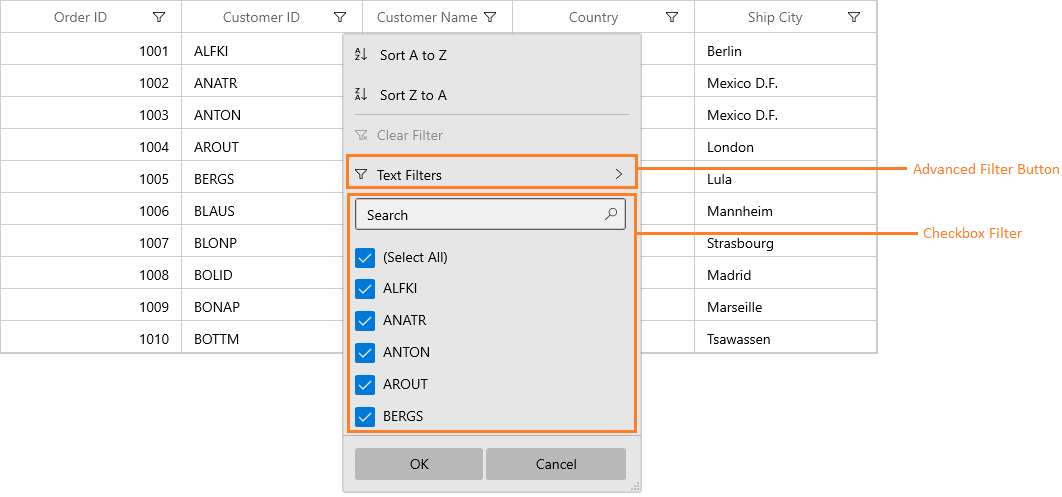 Order ID Customer ID Customer Name Country Ship City
1001 ALFKI Berlin
Sort A to Z
1002 ANATR Mexico D.F.
Sort Z to A
1003 ANTON Mexico D.F.
Clear Filter
1004 AROUT London
Text Filters Advanced Filter Button
1005 BERGS Lula
1006 BLAUS Mannheim
Search
1007 BLONP Strasbourg Checkbox Filter
(Select All)
1008 BOLID Madrid
ALFKI
1009 BONAP Marseille
ANATR
1010 BOTTM Tsawassen
ANTON
AROUT
BERGS
OK Cancel